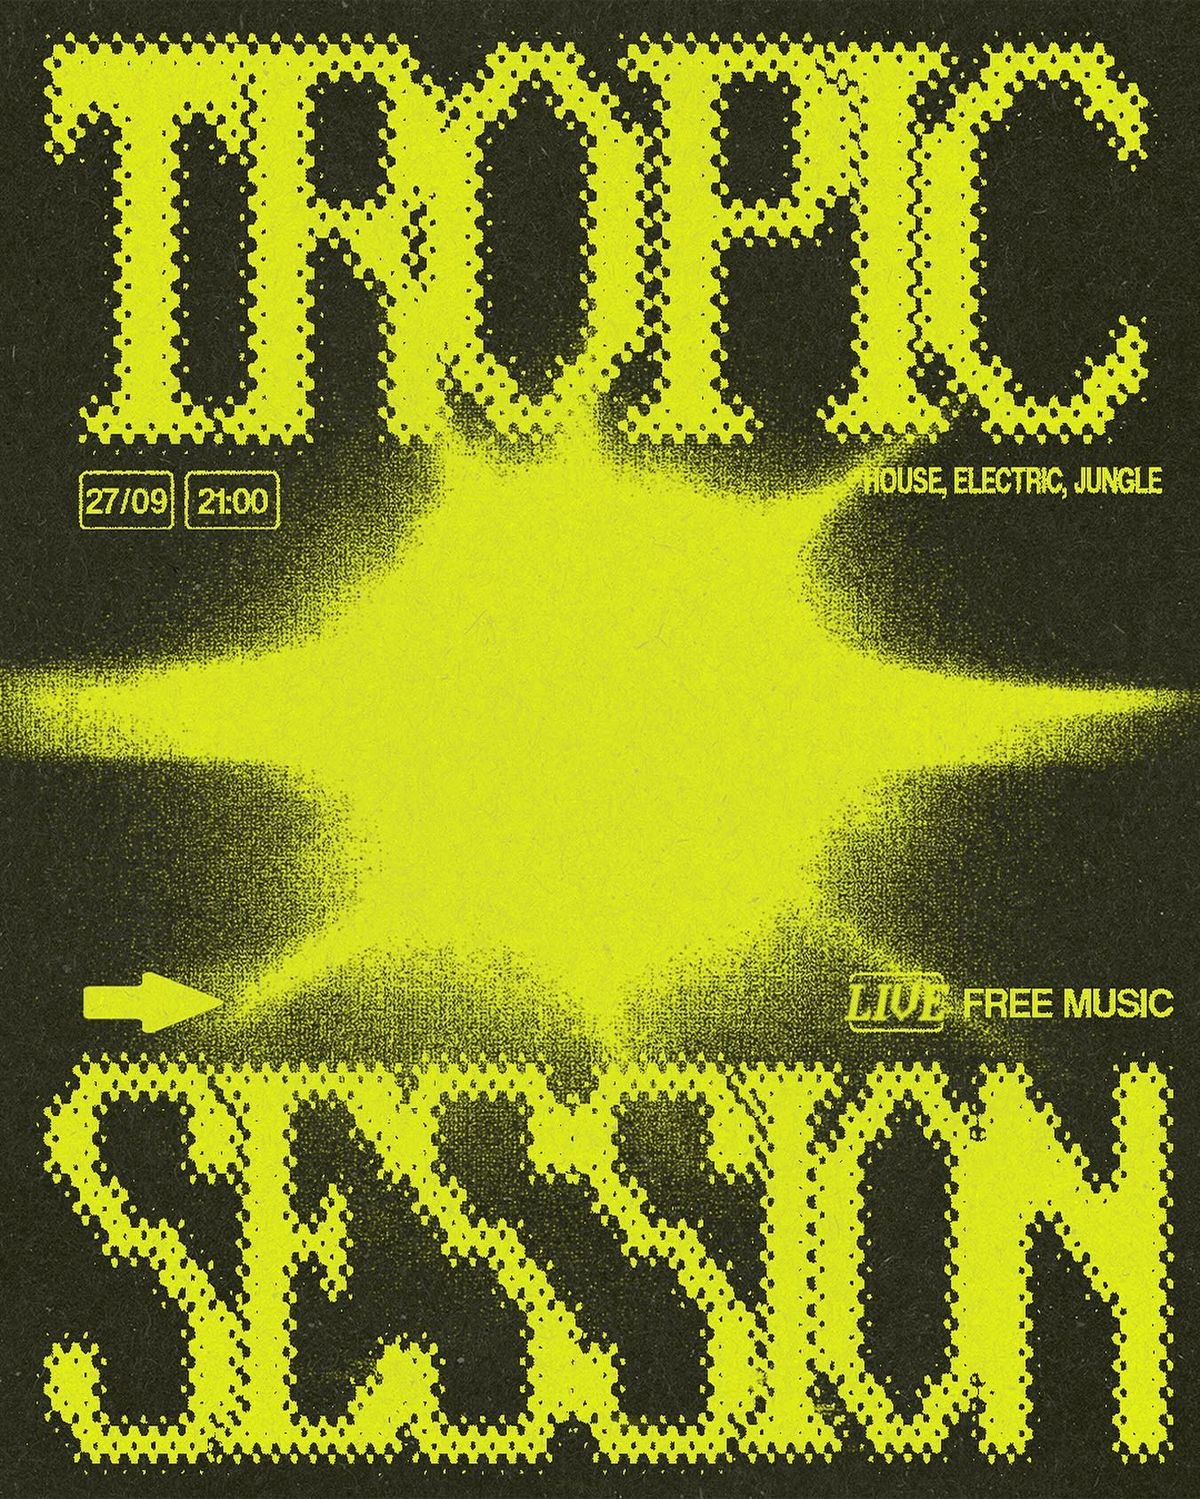 TROPIC
27/09 21:00
HOUSE, ELECTRIC, JUNGLE
LIVE FREE MUSIC
SESSION